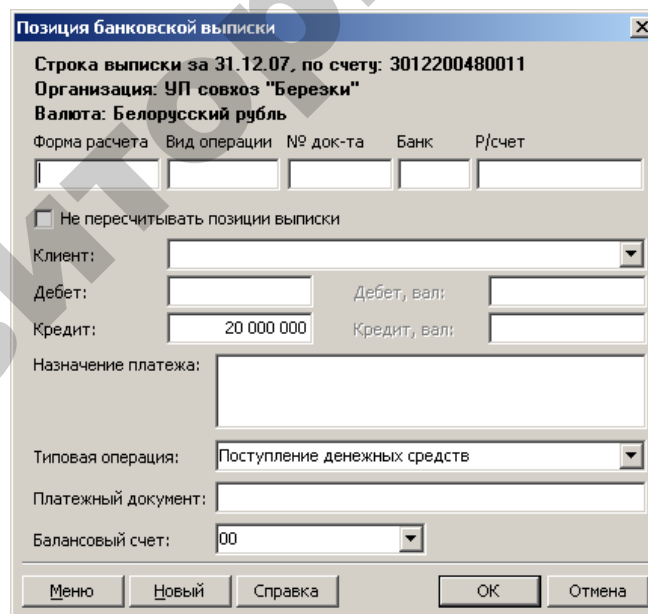 Позиция банковской выписки
Строка выписки за 31.12.07, по счету: 3012200480011
Организация: УП совхоз "Березки"
Валюта: Белорусский рубль
Форма расчета Вид операции № док-та Банк Р/счет
Не пересчитывать позиции выписки
Клиент:
Дебет: Дебет, вал:
Кредит: 20 000 000 Кредит, вал:
Назначение платежа:
Типовая операция: Поступление денежных средств
Платежный документ:
Балансовый счет: 00
Меню Новый Справка ОК Отмена